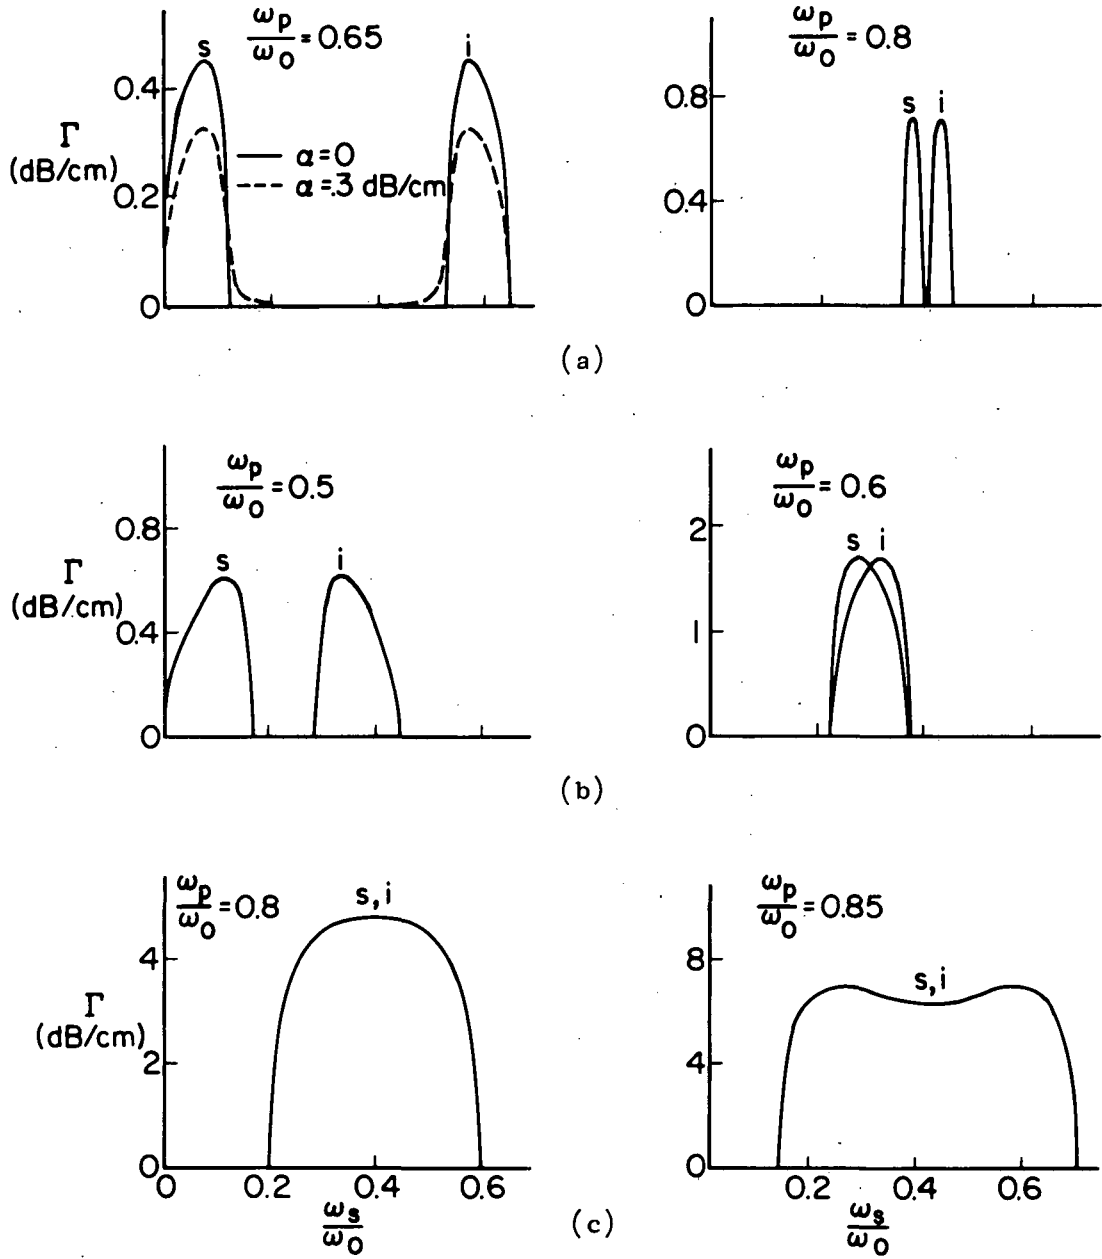 ωp/ω0 = 0.65
s
i
0.4
0.2
0
Γ
(dB/cm)
α=0
α=.3 dB/cm
ωp/ω0 = 0.8
s i
0.8
0.4
0
(a)
ωp/ω0 = 0.5
s
i
0.8
0.4
0
Γ
(dB/cm)
ωp/ω0 = 0.6
s i
2
1
0
(b)
ωp/ω0 = 0.8
s,i
4
2
0
Γ
(dB/cm)
0 0.2 0.4 0.6
ωs/ω0
ωp/ω0 = 0.85
s,i
8
4
0
0.2 0.4 0.6
ωs/ω0
(c)